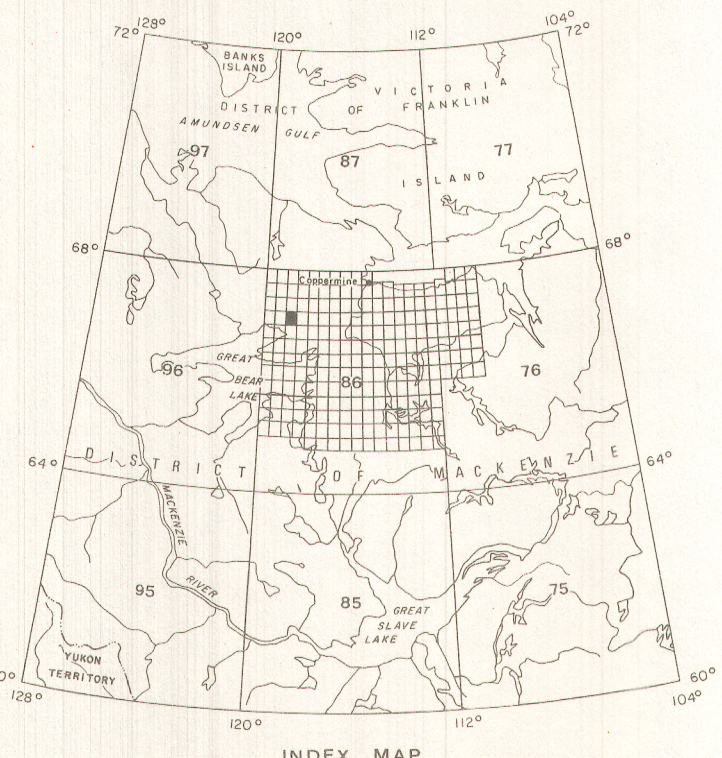 128° 120° 112° 104°
72° 72°
BANKS
ISLAND
VICTORIA
DISTRICT OF FRANKLIN
AMUNDSEN GULF
97 87 77
ISLAND
68° 68°
Coppermine
GREAT
96 86 76
BEAR
LAKE
DISTRICT OF MACKENZIE
64° 64°
MACKENZIE
RIVER
95 85 75
GREAT
SLAVE
LAKE
YUKON
TERRITORY
0° 60°
128° 120° 112° 104°
INDEX MAP